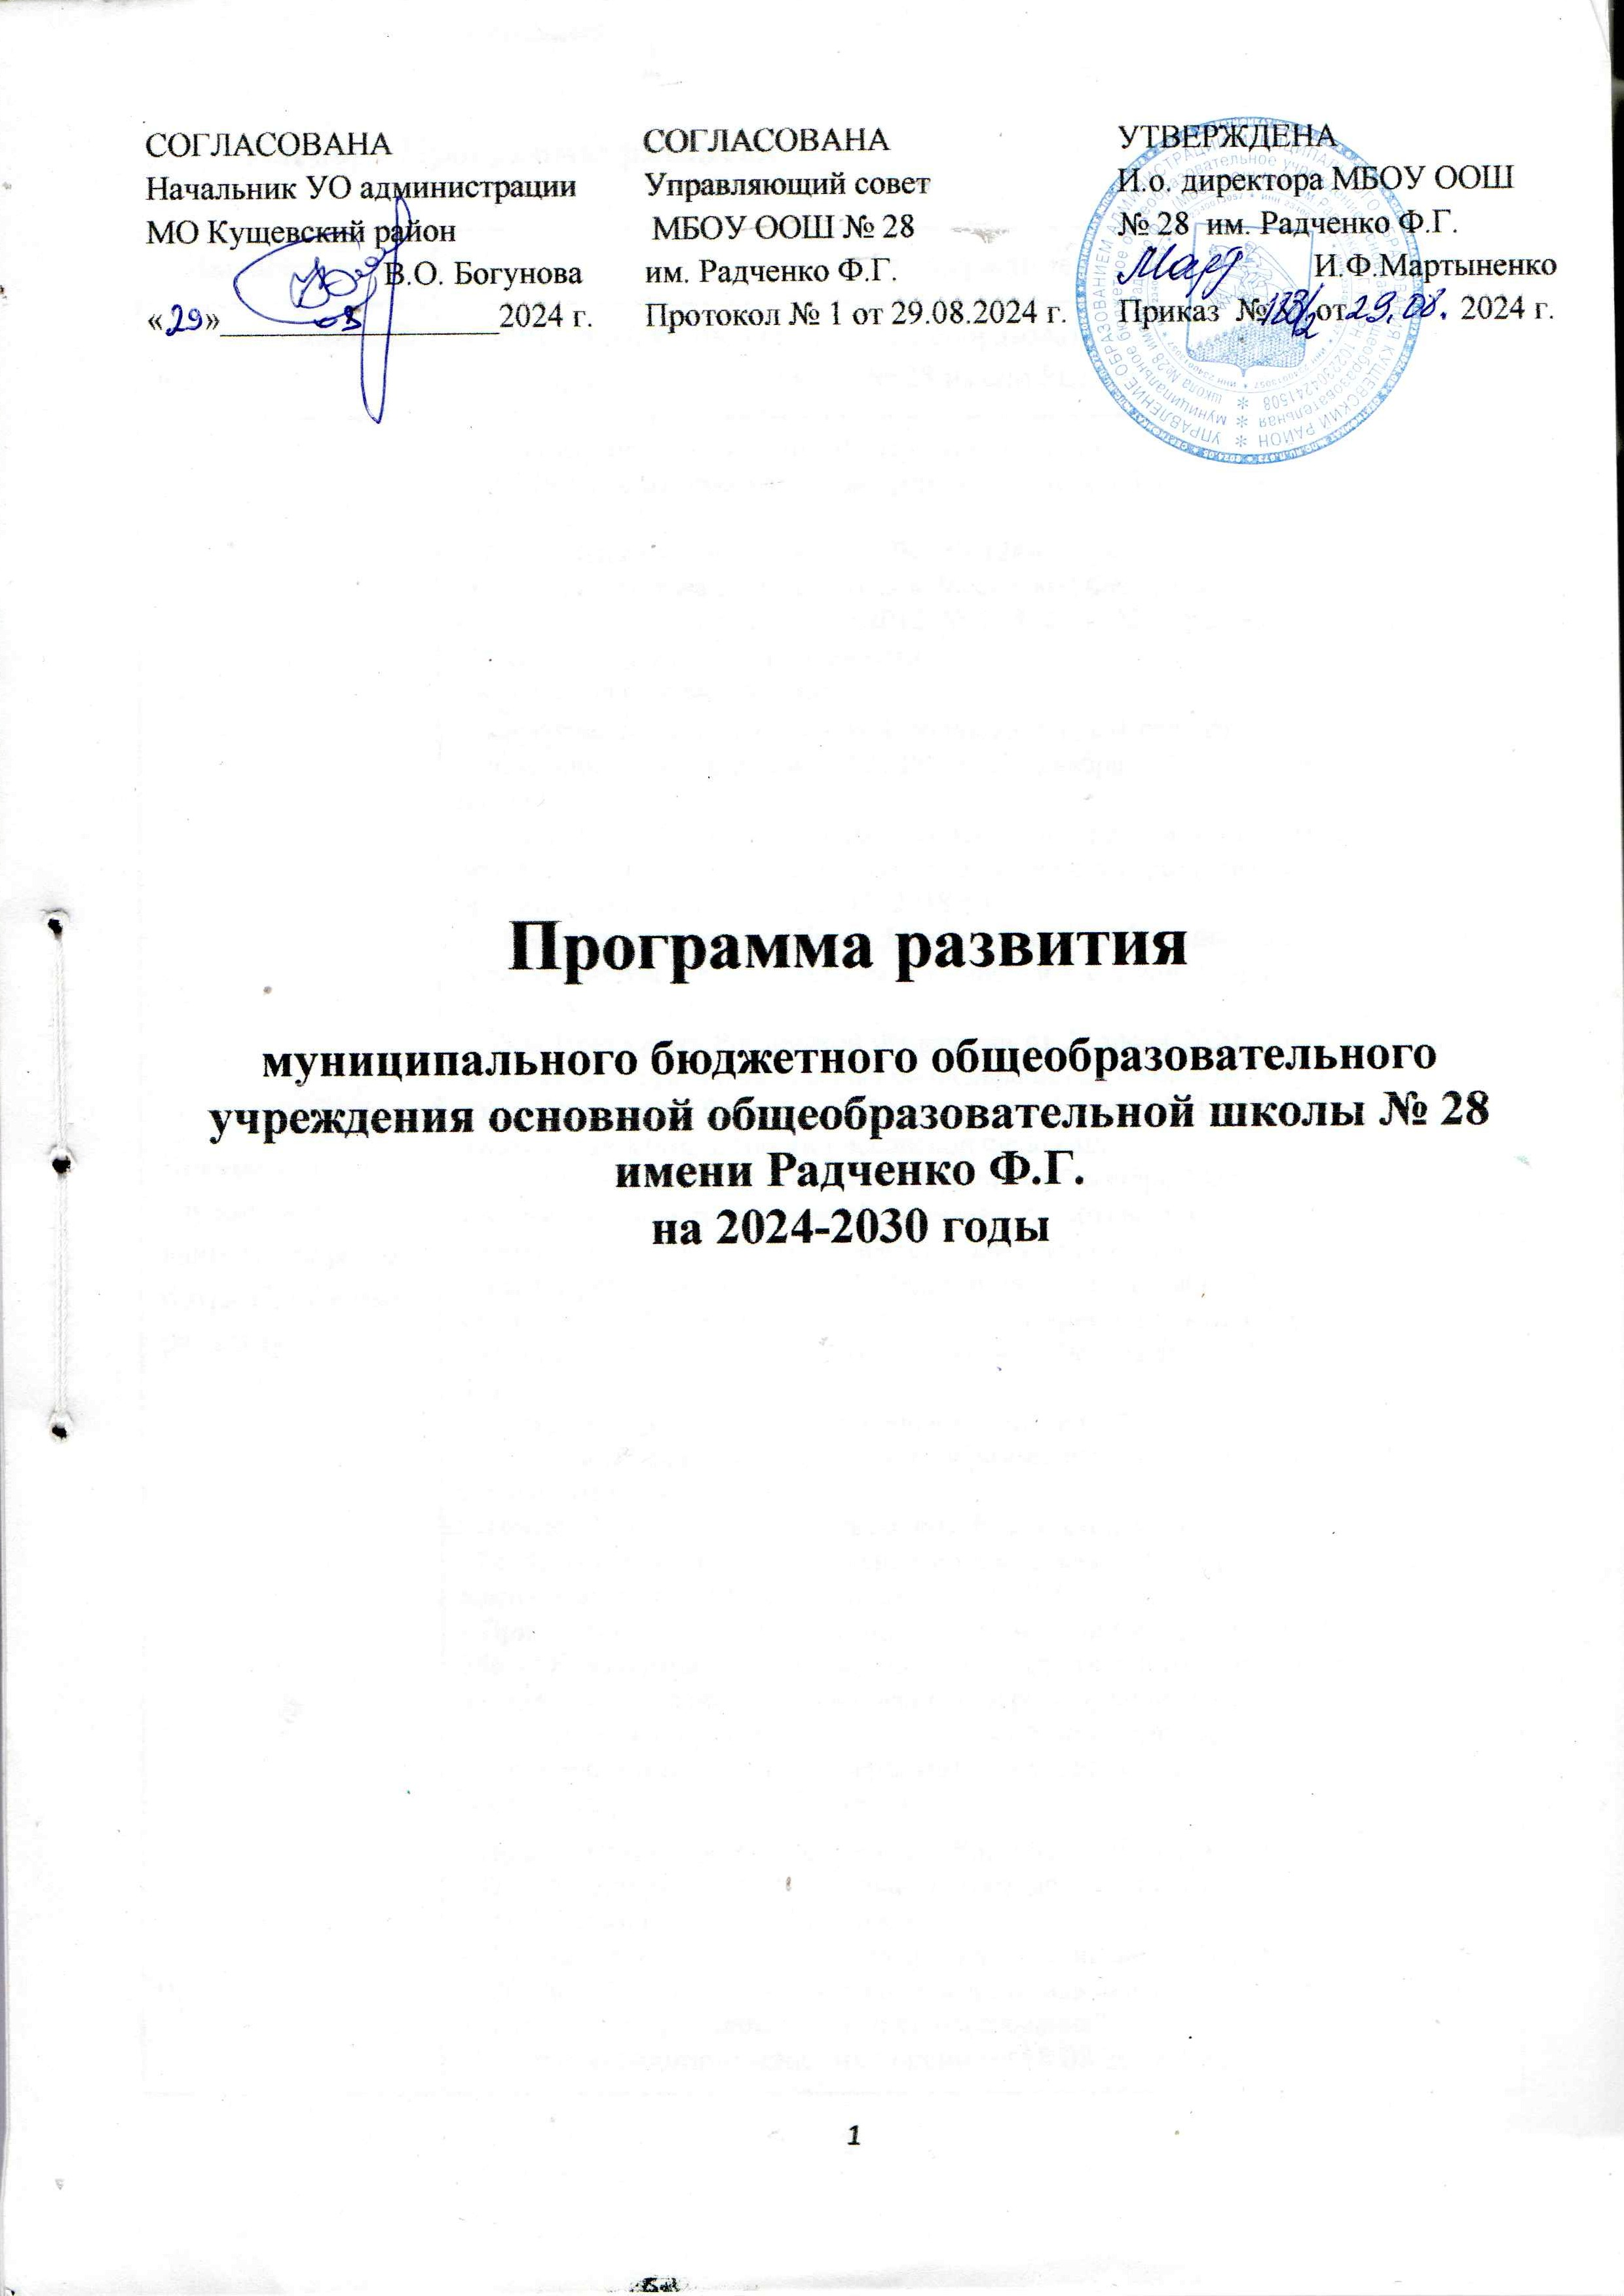 СОГЛАСОВАНА
Начальник УО администрации
МО Кущевский район
В.О. Богунова
«29»_________________2024 г.
СОГЛАСОВАНА
Управляющий совет
МБОУ ООШ № 28
им. Радченко Ф.Г.
Протокол № 1 от 29.08.2024 г.
УТВЕРЖДЕНА
И.о. директора МБОУ ООШ
№ 28 им. Радченко Ф.Г.
И.Ф.Мартыненко
Приказ № от 29.08. 2024 г.
Программа развития
муниципального бюджетного общеобразовательного
учреждения основной общеобразовательной школы № 28
имени Радченко Ф.Г.
на 2024-2030 годы
1